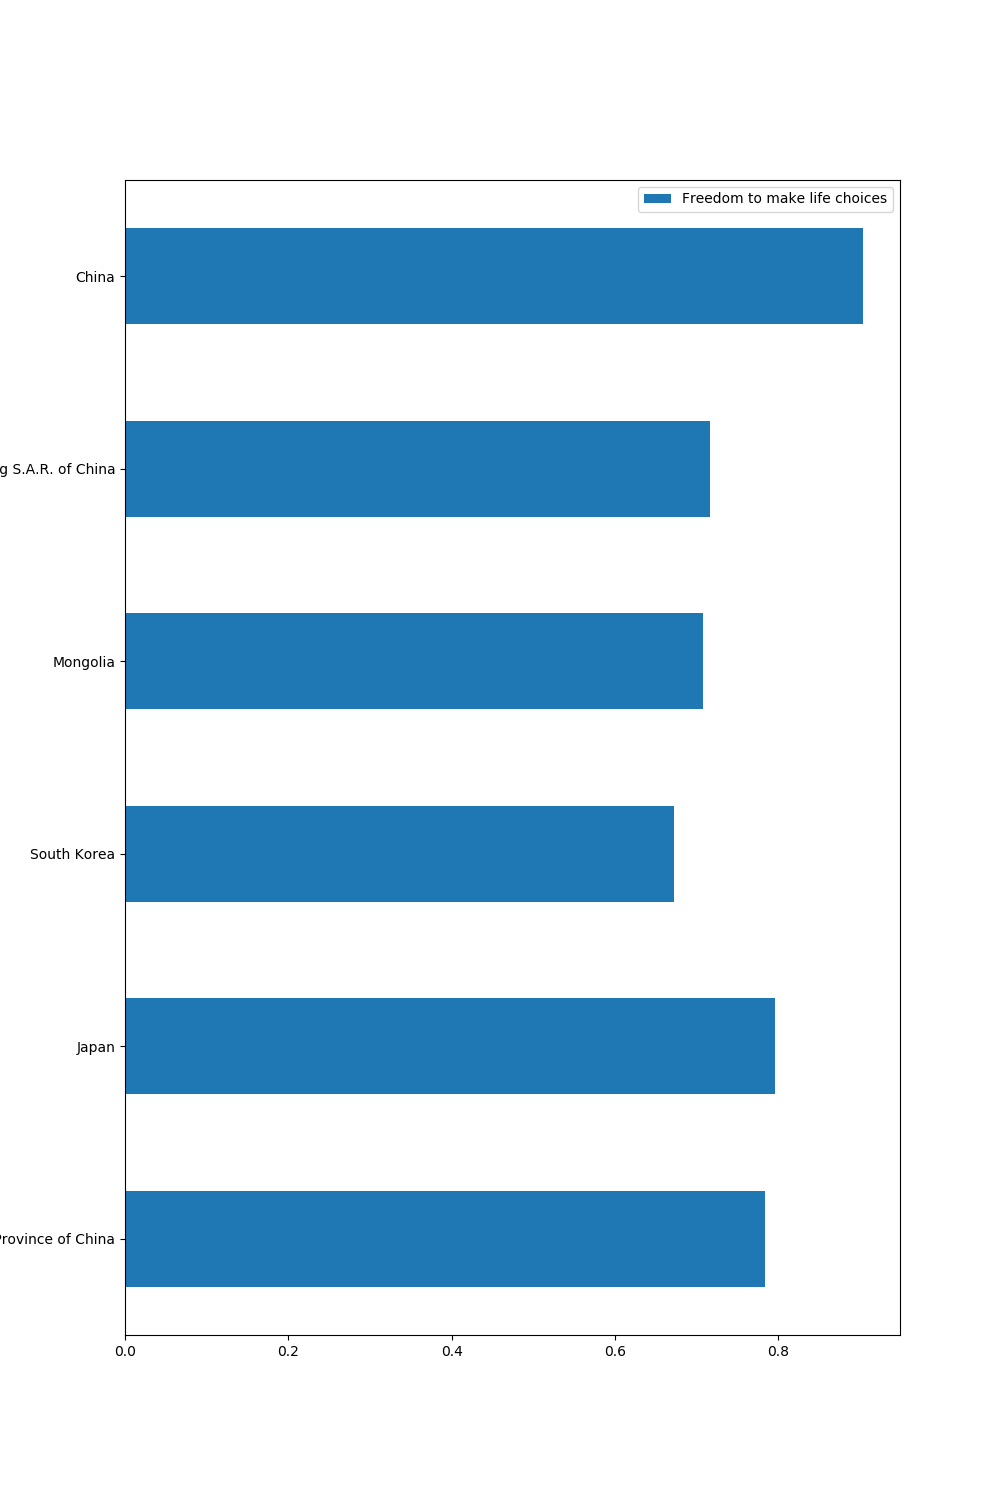 Freedom to make life choices
China
g S.A.R. of China
Mongolia
South Korea
Japan
Province of China
0.0 0.2 0.4 0.6 0.8